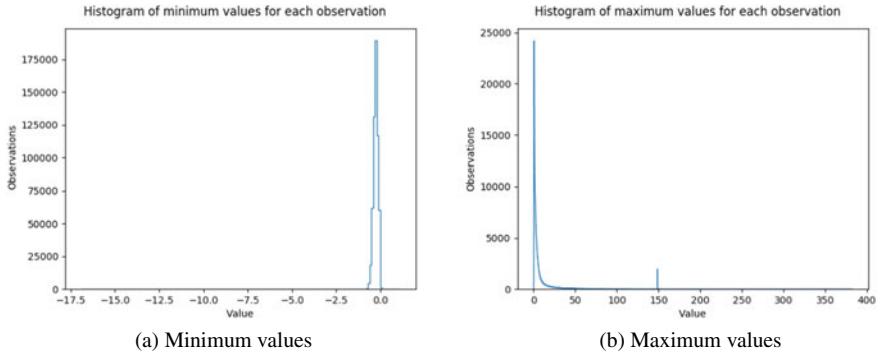 Histogram of minimum values for each observation
175000
150000
125000
100000
75000
50000
25000
0
Observations
−17.5 −15.0 −12.5 −10.0 −7.5 −5.0 −2.5 0.0
Value
(a) Minimum values
Histogram of maximum values for each observation
25000
20000
15000
10000
5000
0
Observations
0 50 100 150 200 250 300 350 400
Value
(b) Maximum values